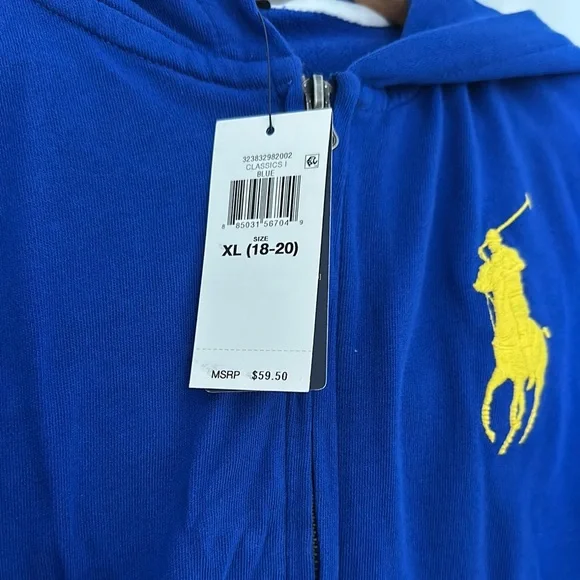 323832982002
CLASSICS I
BLUE
8 85031 56704 9
SIZE
XL (18-20)
MSRP $59.50